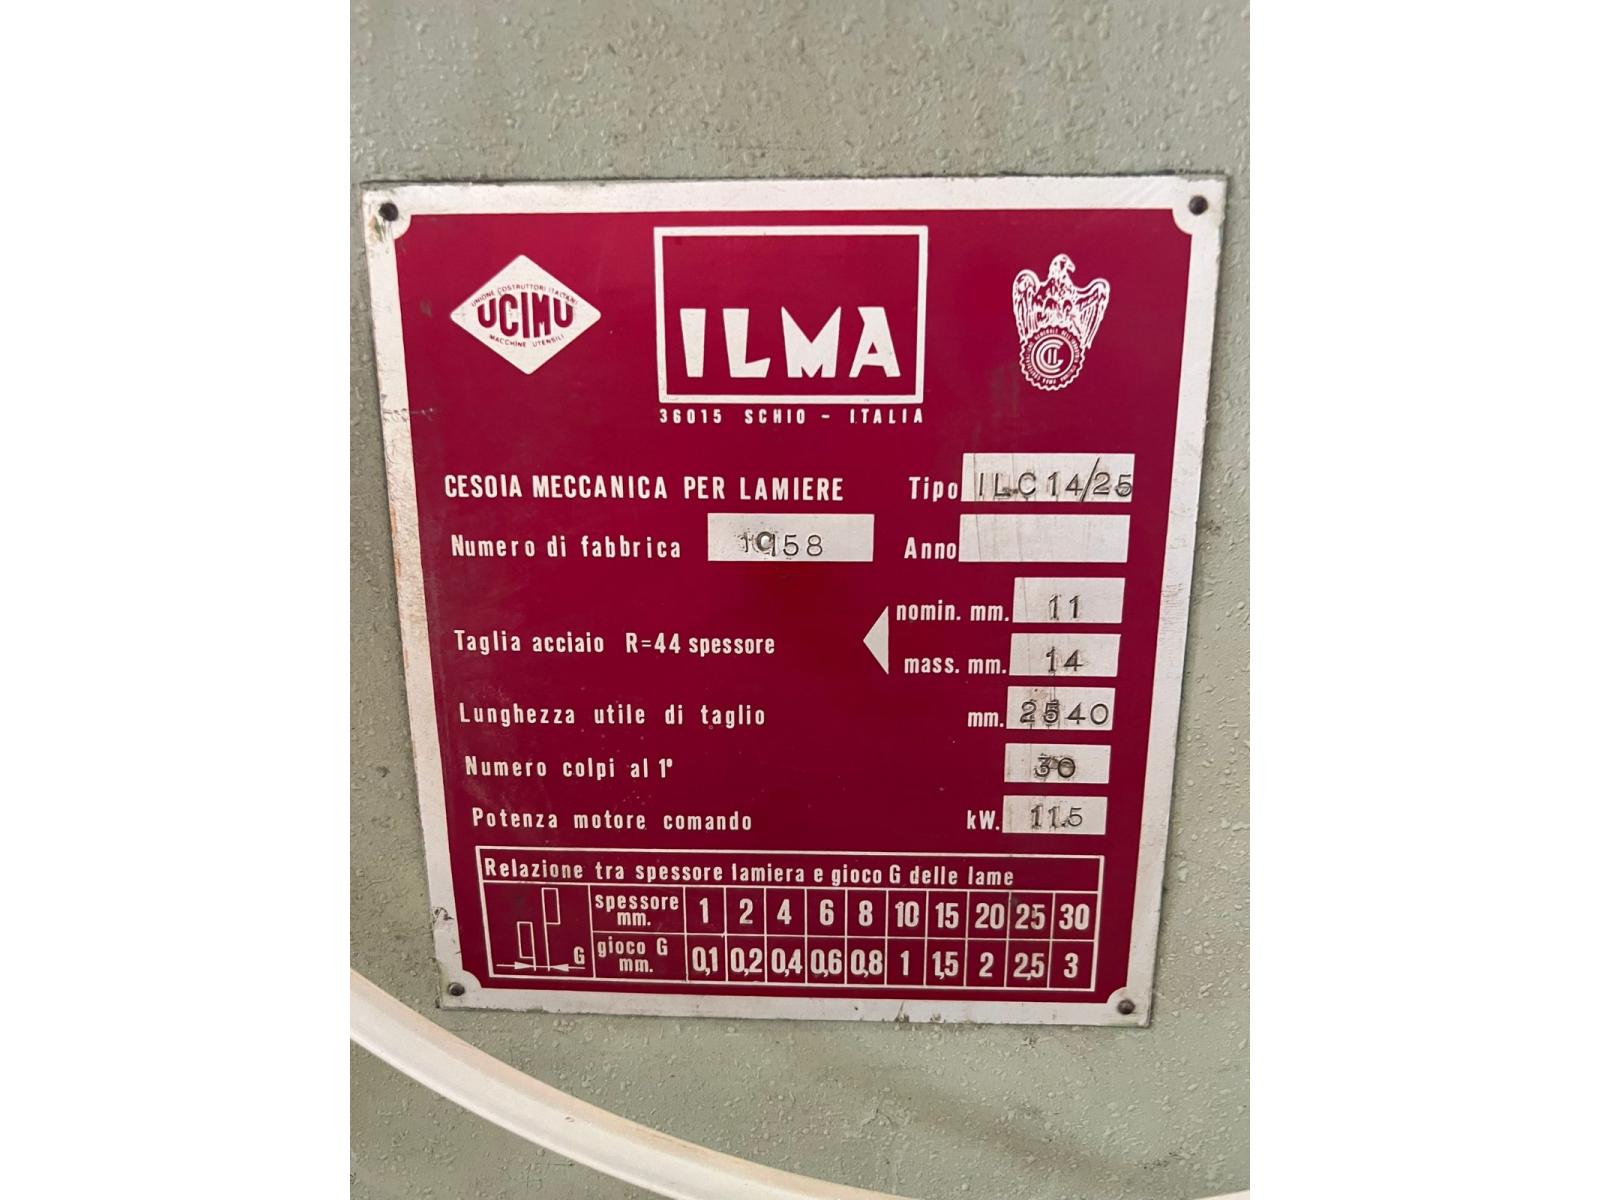 UNIONE COSTRUTTORI ITALIANI
UCIMU
MACCHINE UTENSILI
ILMA
36015 SCHIO - ITALIA
CESOIA MECCANICA PER LAMIERE Tipo ILC 14/25
Numero di fabbrica 1958 Anno
Taglia acciaio R=44 spessore
nomin. mm. 11
mass. mm. 14
Lunghezza utile di taglio mm. 2540
Numero colpi al 1° 30
Potenza motore comando kW. 11.5
Relazione tra spessore lamiera e gioco G delle lame
spessore mm. 1 2 4 6 8 10 15 20 25 30
G gioco G mm. 0,1 0,2 0,4 0,6 0,8 1 1,5 2 2,5 3